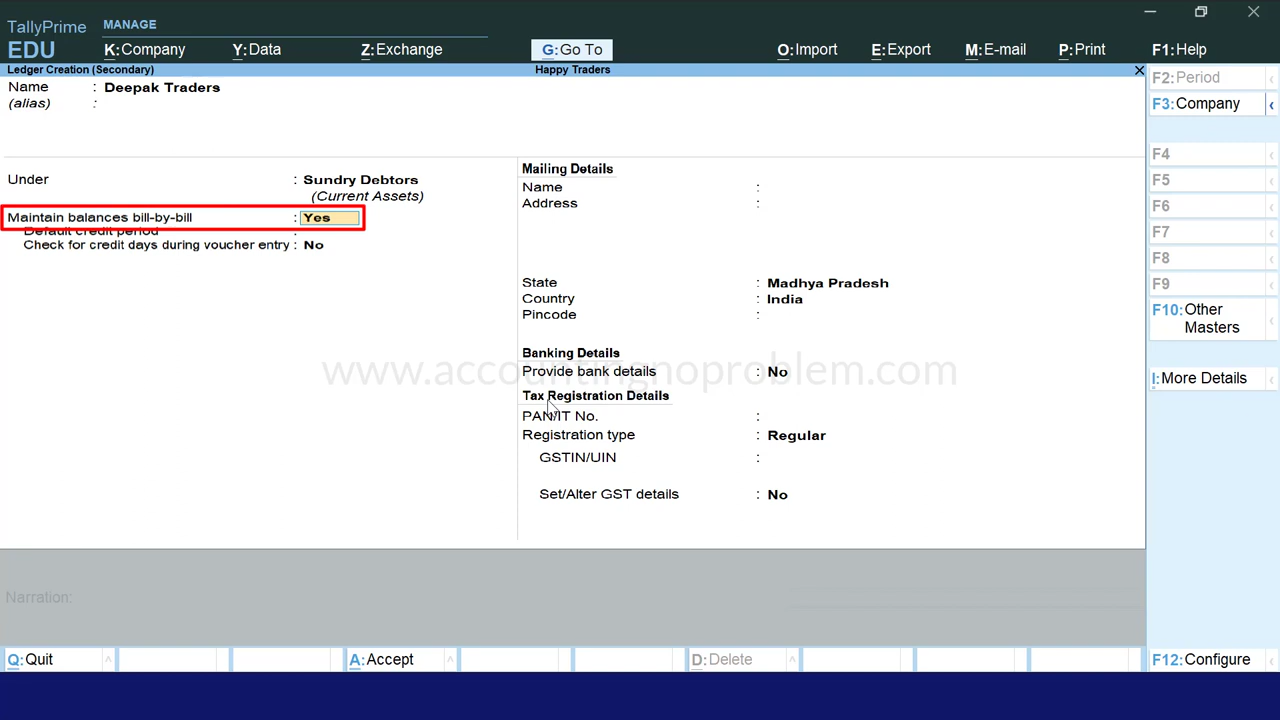 TallyPrime
MANAGE
EDU
K:Company
Y:Data
Z:Exchange
G:Go To
O:Import
E:Export
M:E-mail
P:Print
F1:Help
Ledger Creation (Secondary)
Happy Traders
Name : Deepak Traders
(alias) :
Under : Sundry Debtors
(Current Assets)
Maintain balances bill-by-bill : Yes
Default credit period :
Check for credit days during voucher entry : No
Mailing Details
Name :
Address :
State : Madhya Pradesh
Country : India
Pincode :
Banking Details
Provide bank details : No
Tax Registration Details
PAN/IT No. :
Registration type : Regular
GSTIN/UIN :
Set/Alter GST details : No
www.accountingnoproblem.com
F2:Period
F3:Company
F4
F5
F6
F7
F8
F9
F10:Other
Masters
I:More Details
Narration:
Q:Quit
A:Accept
D:Delete
F12:Configure